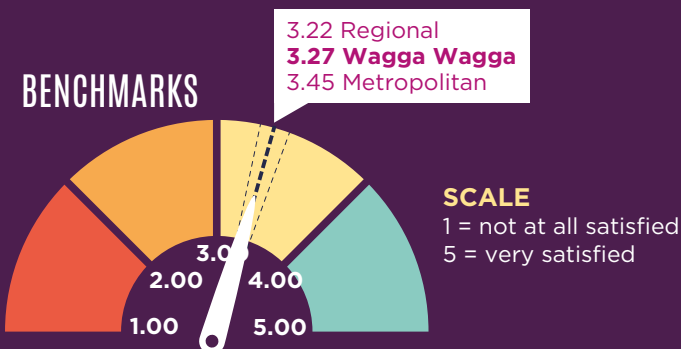 3.22 Regional
3.27 Wagga Wagga
3.45 Metropolitan
BENCHMARKS
SCALE
1 = not at all satisfied
5 = very satisfied
3.00
2.00
4.00
1.00
5.00